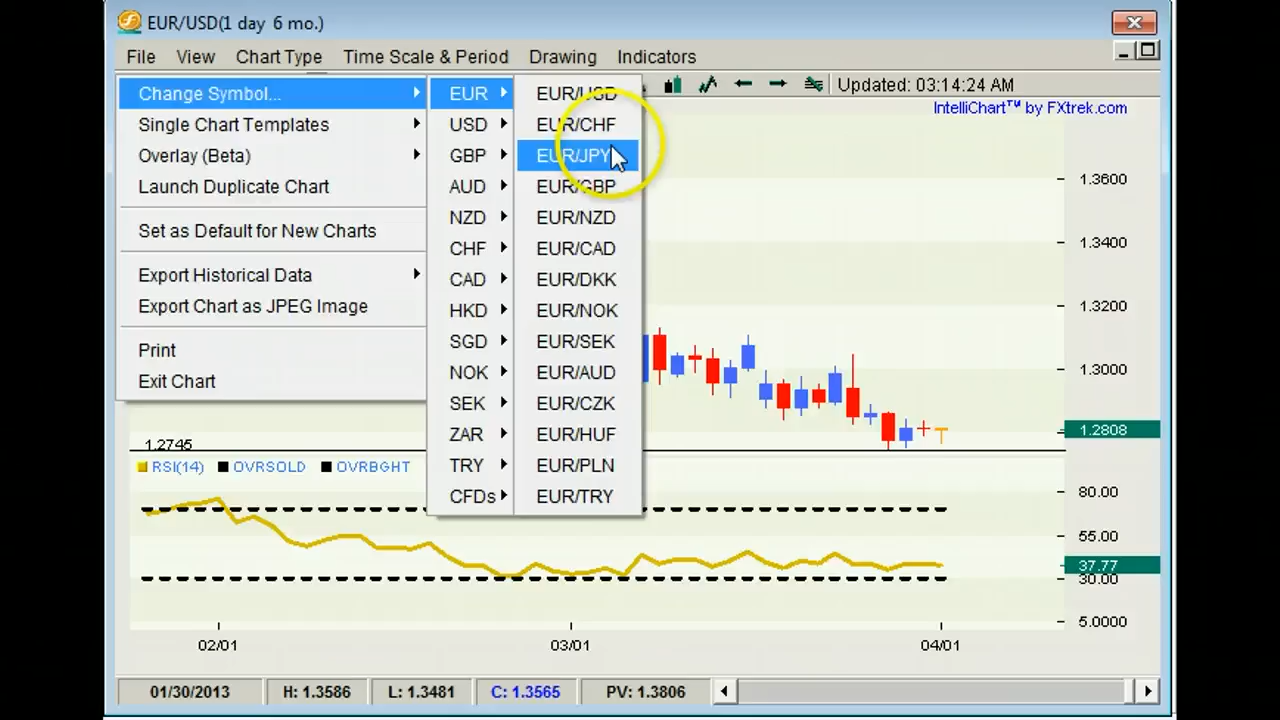 EUR/USD(1 day 6 mo.)
File View Chart Type Time Scale & Period Drawing Indicators
Updated: 03:14:24 AM
IntelliChart™ by FXtrek.com
Change Symbol...
Single Chart Templates
Overlay (Beta)
Launch Duplicate Chart
Set as Default for New Charts
Export Historical Data
Export Chart as JPEG Image
Print
Exit Chart
EUR
USD
GBP
AUD
NZD
CHF
CAD
HKD
SGD
NOK
SEK
ZAR
TRY
CFDs
EUR/USD
EUR/CHF
EUR/JPY
EUR/GBP
EUR/NZD
EUR/CAD
EUR/DKK
EUR/NOK
EUR/SEK
EUR/AUD
EUR/CZK
EUR/HUF
EUR/PLN
EUR/TRY
1.3600
1.3400
1.3200
1.3000
1.2808
1.2745
RSI(14) OVRSOLD OVRBGHT
80.00
55.00
37.77
30.00
5.0000
02/01 03/01 04/01
01/30/2013 H: 1.3586 L: 1.3481 C: 1.3565 PV: 1.3806